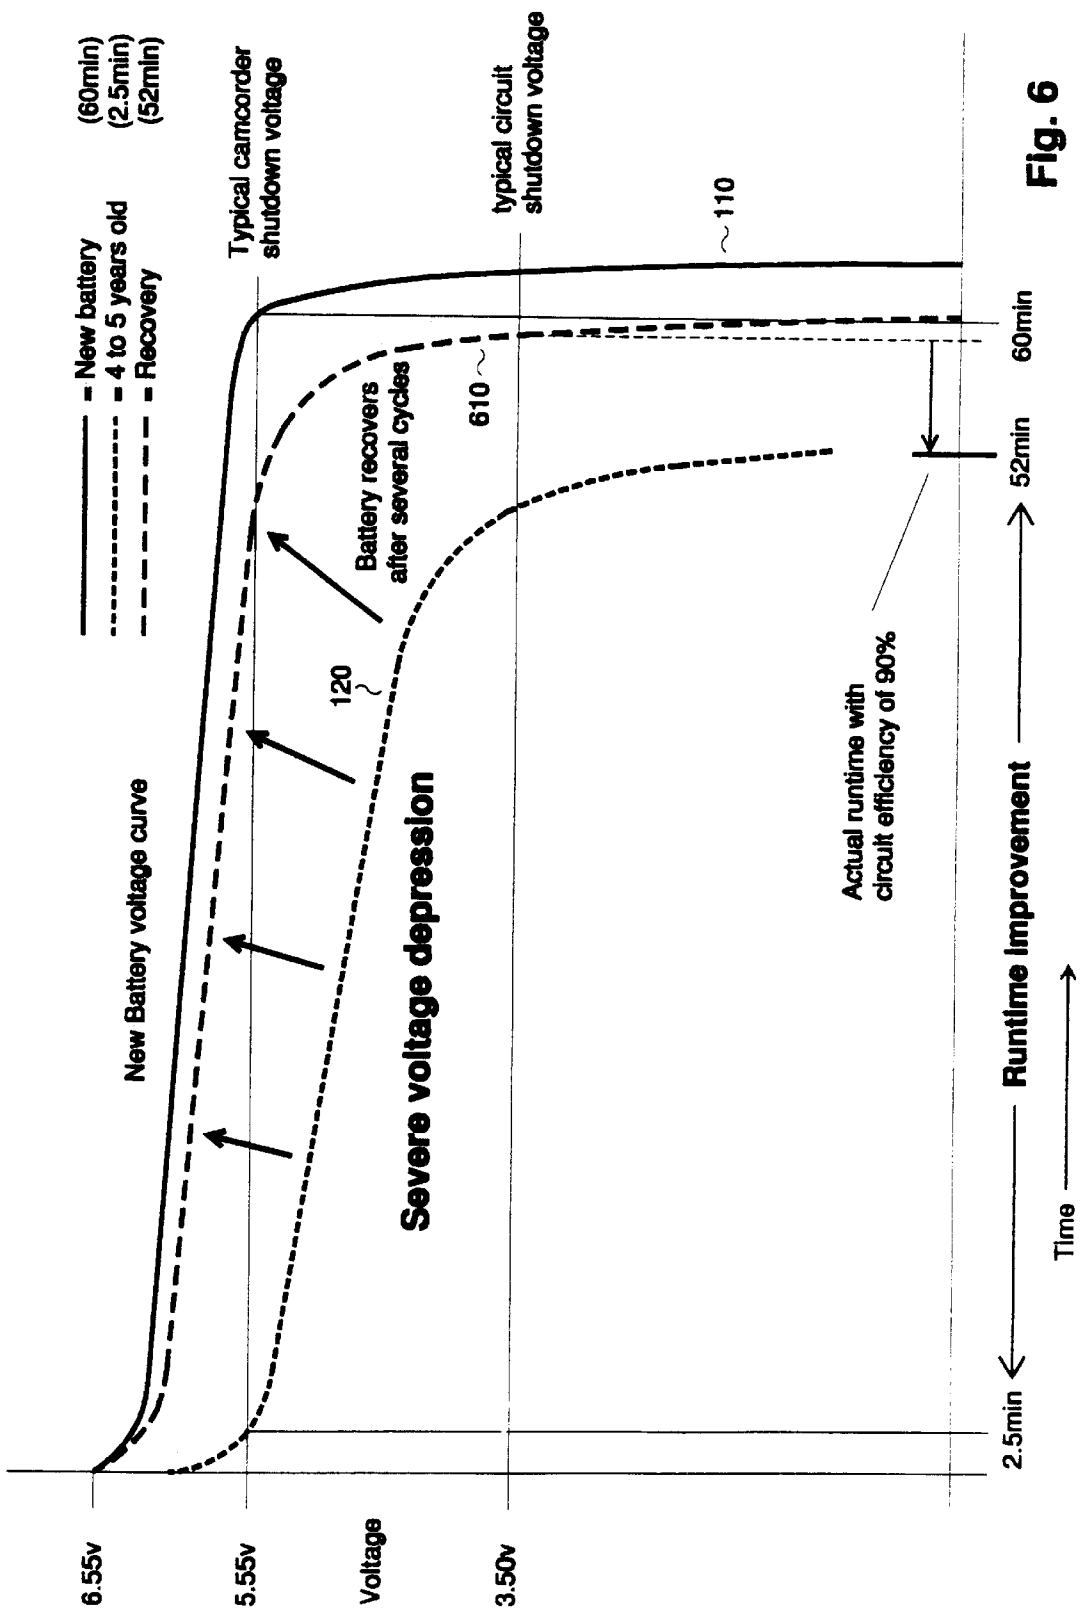 ━━━ = New battery (60min)
------- = 4 to 5 years old (2.5min)
— — — = Recovery (52min)
New Battery voltage curve
Typical camcorder
shutdown voltage
typical circuit
shutdown voltage
6.55v
5.55v
Voltage
3.50v
120
Battery recovers
after several cycles
610
110
Severe voltage depression
Actual runtime with
circuit efficiency of 90%
2.5min
52min
60min
Runtime Improvement
Time
Fig. 6